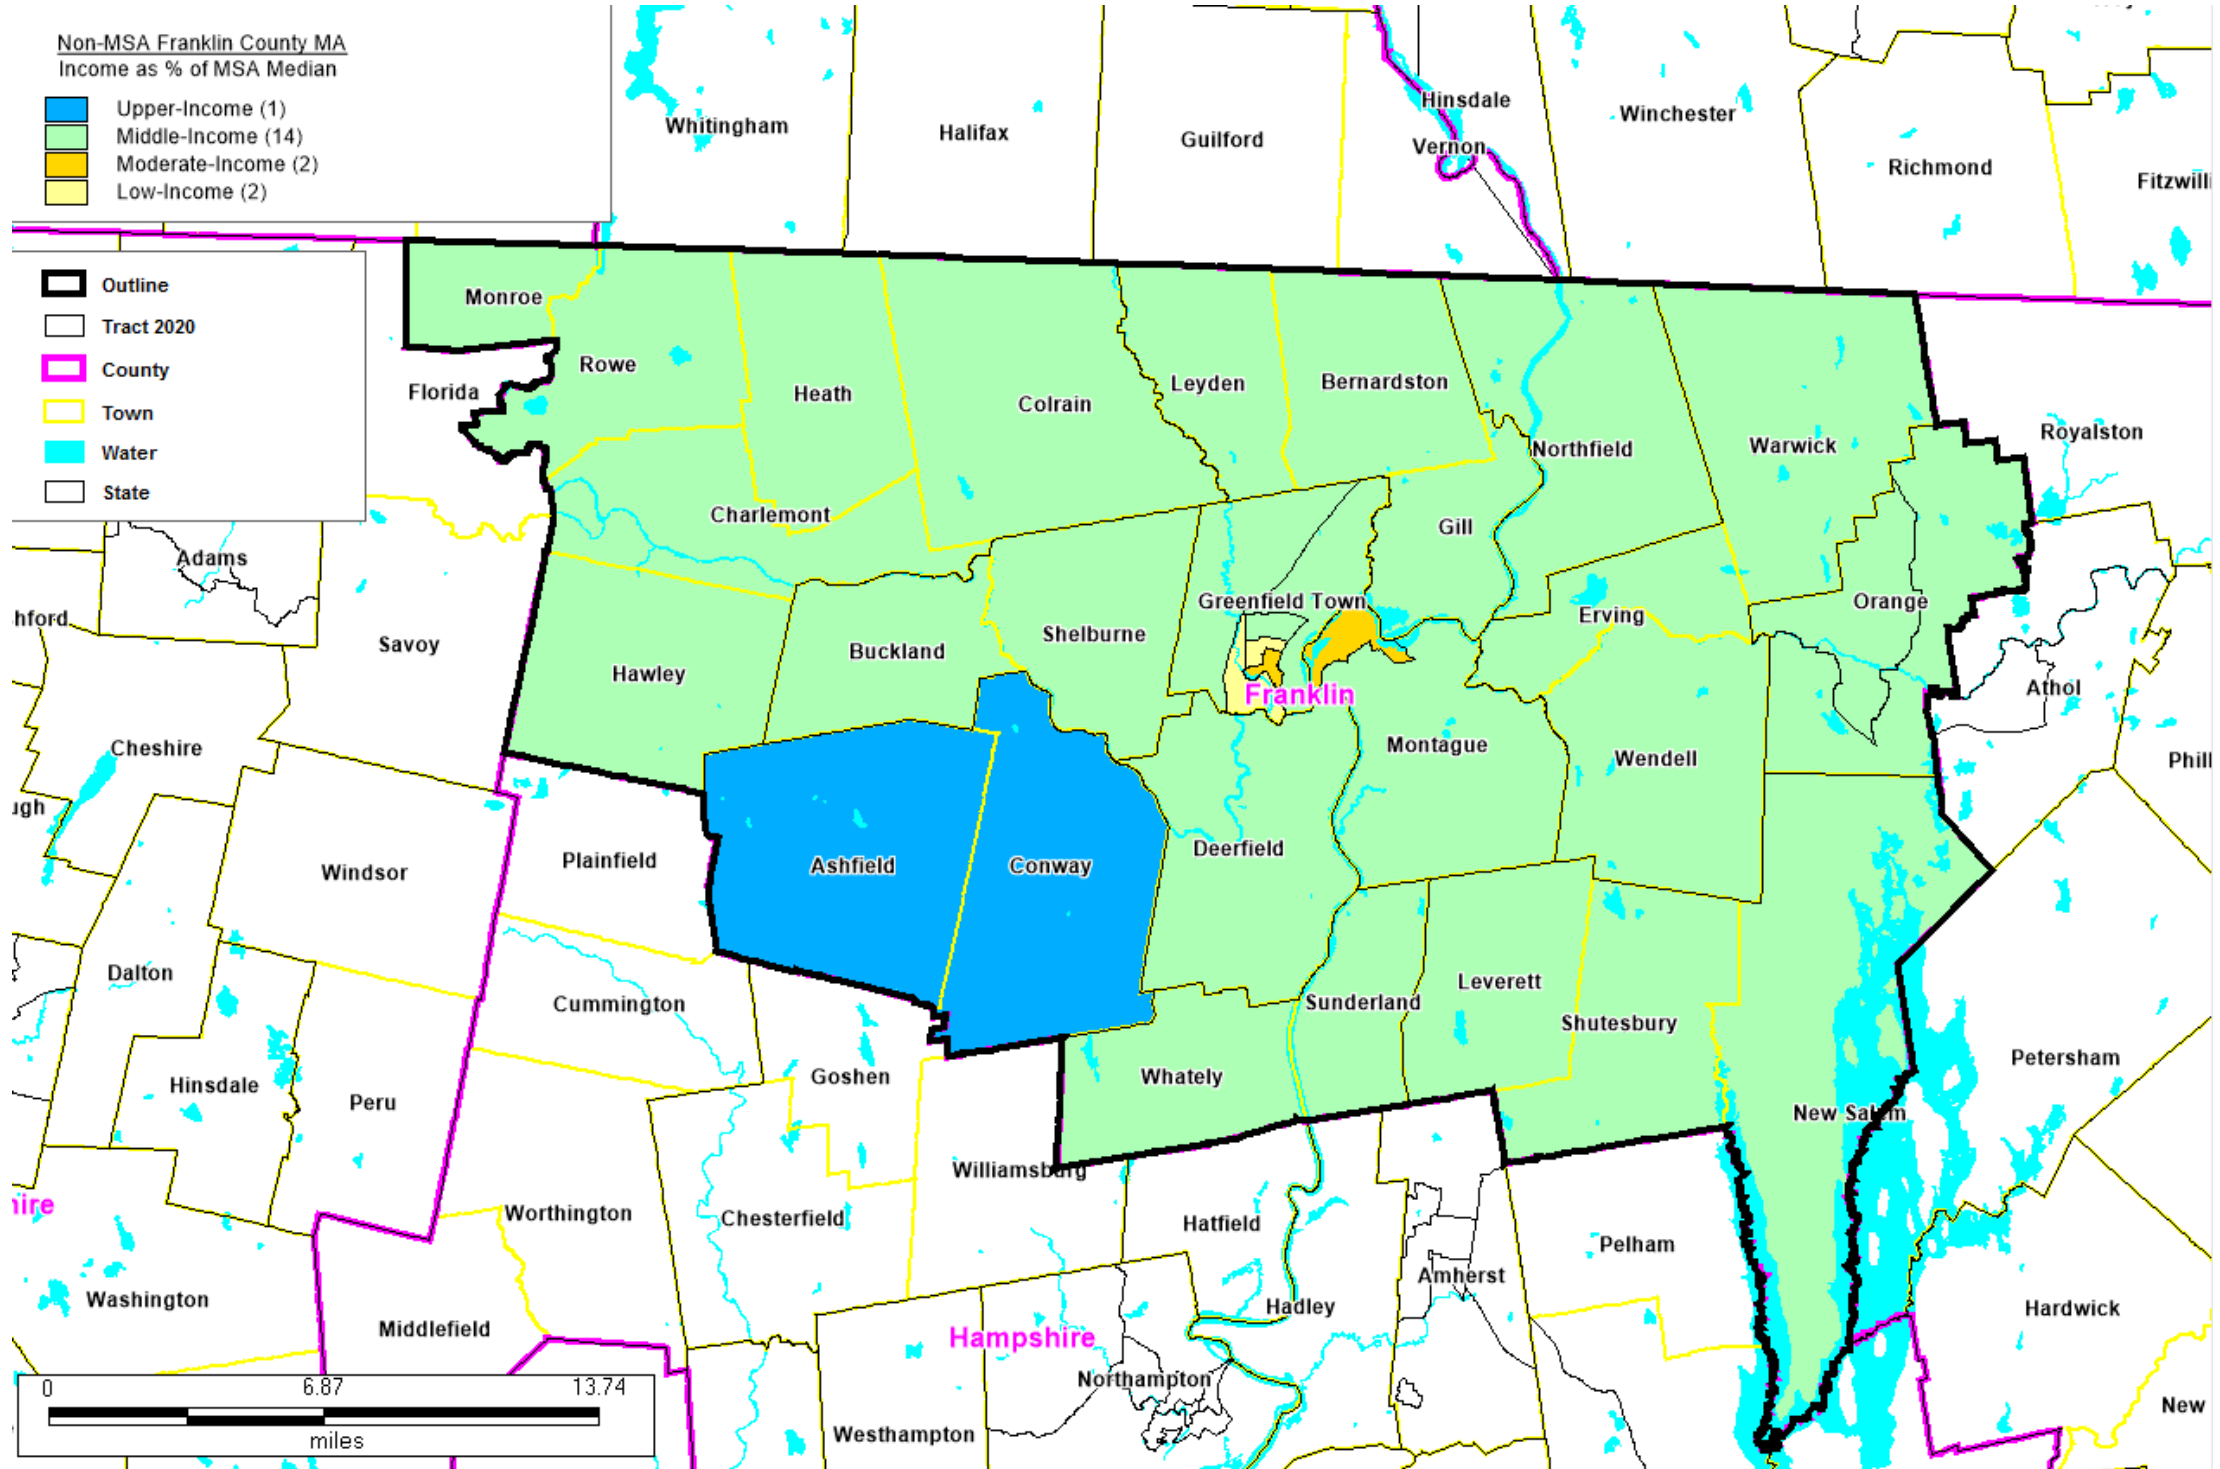 Non-MSA Franklin County MA
Income as % of MSA Median
Upper-Income (1)
Middle-Income (14)
Moderate-Income (2)
Low-Income (2)
Outline
Tract 2020
County
Town
Water
State
Whitingham
Halifax
Guilford
Hinsdale
Vernon
Winchester
Richmond
Fitzwilli
Monroe
Rowe
Florida
Heath
Colrain
Leyden
Bernardston
Northfield
Warwick
Royalston
Charlemont
Gill
Adams
hford
Savoy
Greenfield Town
Erving
Orange
Shelburne
Buckland
Hawley
Franklin
Athol
Cheshire
Montague
Wendell
Phill
ugh
Windsor
Plainfield
Ashfield
Conway
Deerfield
Dalton
Cummington
Leverett
Sunderland
Shutesbury
Hinsdale
Peru
Goshen
Whately
Petersham
New Salem
Williamsburg
hire
Worthington
Chesterfield
Hatfield
Pelham
Amherst
Washington
Middlefield
Hadley
Hampshire
Hardwick
Northampton
Westhampton
New
0 6.87 13.74
miles